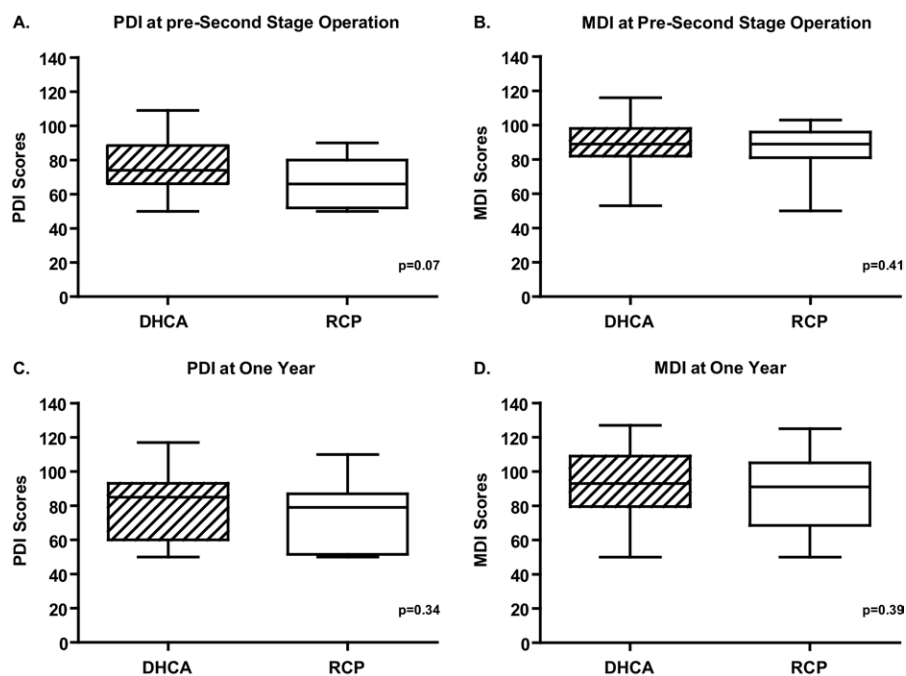 A. PDI at pre-Second Stage Operation
140
120
100
80
60
40
20
0
PDI Scores
p=0.07
DHCA RCP
B. MDI at Pre-Second Stage Operation
140
120
100
80
60
40
20
0
MDI Scores
p=0.41
DHCA RCP
C. PDI at One Year
140
120
100
80
60
40
20
0
PDI Scores
p=0.34
DHCA RCP
D. MDI at One Year
140
120
100
80
60
40
20
0
MDI Scores
p=0.39
DHCA RCP